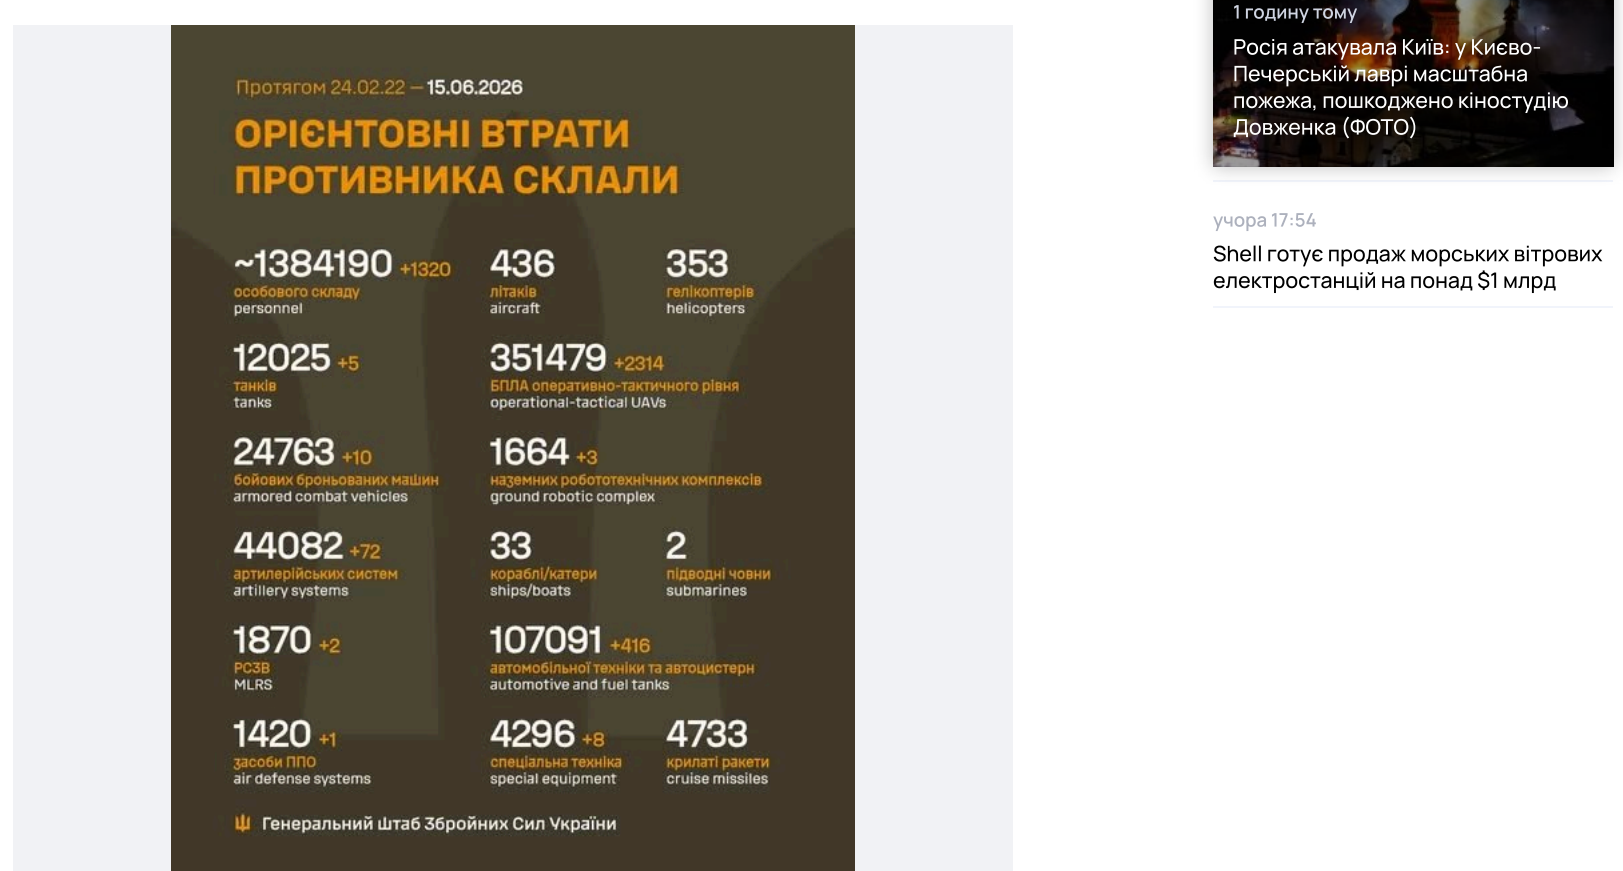 Протягом 24.02.22 — 15.06.2026
ОРІЄНТОВНІ ВТРАТИ
ПРОТИВНИКА СКЛАЛИ
~1384190 +1320
особового складу
personnel
436
літаків
aircraft
353
гелікоптерів
helicopters
12025 +5
танків
tanks
351479 +2314
БПЛА оперативно-тактичного рівня
operational-tactical UAVs
24763 +10
бойових броньованих машин
armored combat vehicles
1664 +3
наземних робототехнічних комплексів
ground robotic complex
44082 +72
артилерійських систем
artillery systems
33
кораблі/катери
ships/boats
2
підводні човни
submarines
1870 +2
РСЗВ
MLRS
107091 +416
автомобільної техніки та автоцистерн
automotive and fuel tanks
1420 +1
засоби ППО
air defense systems
4296 +8
спеціальна техніка
special equipment
4733
крилаті ракети
cruise missiles
Генеральний штаб Збройних Сил України
1 годину тому
Росія атакувала Київ: у Києво-
Печерській лаврі масштабна
пожежа, пошкоджено кіностудію
Довженка (ФОТО)
учора 17:54
Shell готує продаж морських вітрових
електростанцій на понад $1 млрд